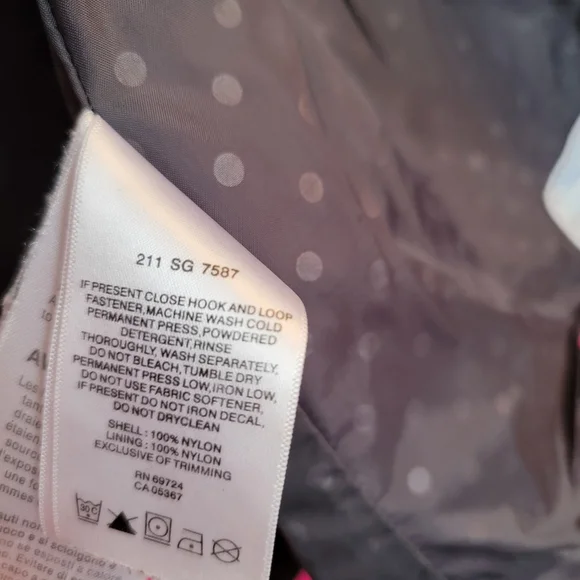 211 SG 7587
IF PRESENT CLOSE HOOK AND LOOP
FASTENER,MACHINE WASH COLD
PERMANENT PRESS,POWDERED
DETERGENT,RINSE
THOROUGHLY, WASH SEPARATELY.
DO NOT BLEACH,TUMBLE DRY
PERMANENT PRESS LOW,IRON LOW,
DO NOT USE FABRIC SOFTENER,
IF PRESENT DO NOT IRON DECAL.
DO NOT DRYCLEAN
SHELL : 100% NYLON
LINING : 100% NYLON
EXCLUSIVE OF TRIMMING
RN 69724
CA 05367
30 C
Les